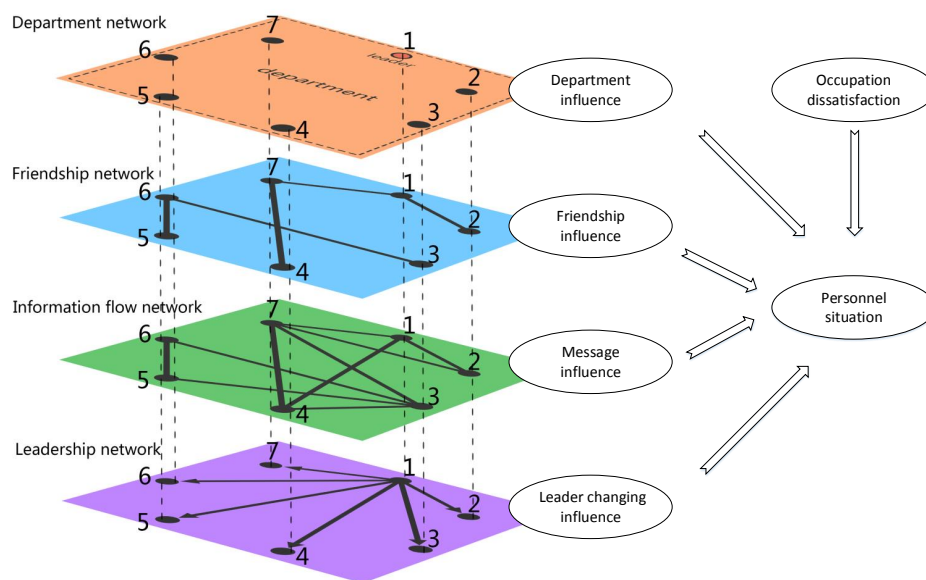 Department network
7
1
6
leader
department
2
5
3
4
Department
influence
Occupation
dissatisfaction
Friendship network
7
6
1
2
5
3
4
Friendship
influence
Information flow network
7
6
1
2
5
3
4
Message
influence
Personnel
situation
Leadership network
7
1
6
2
5
3
4
Leader changing
influence